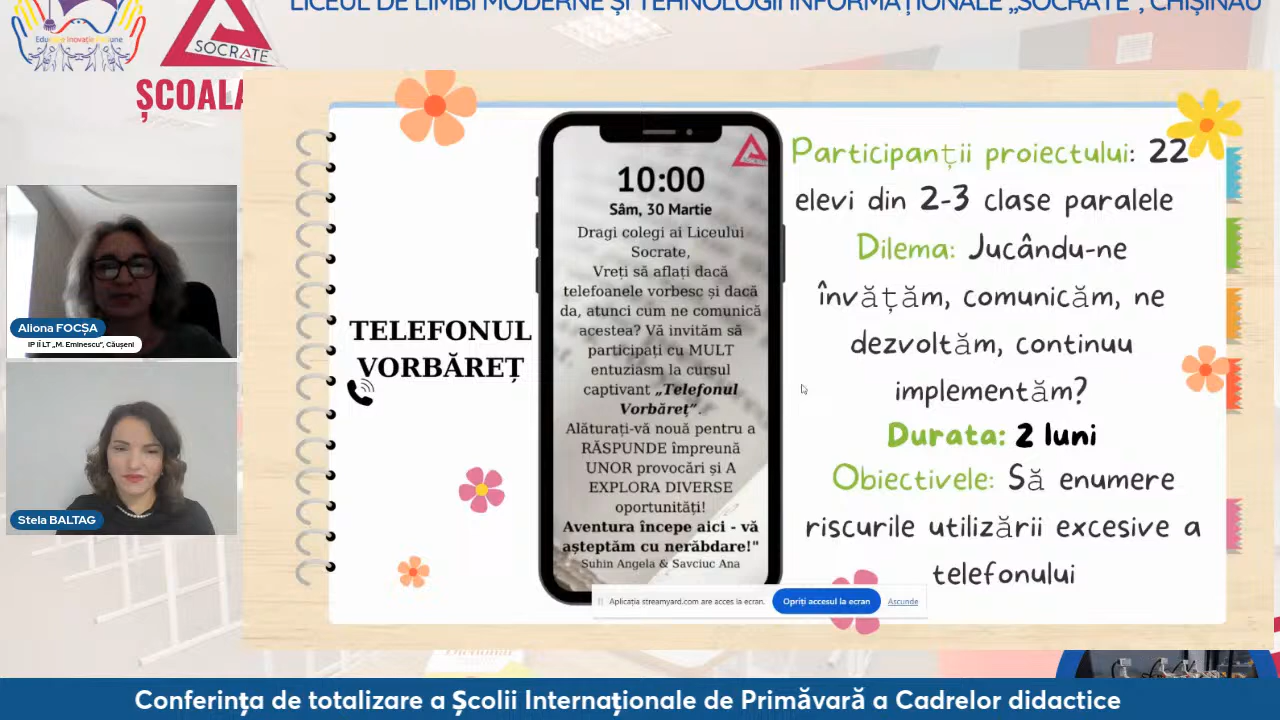 LICEUL DE LIMBI MODERNE ȘI TEHNOLOGII INFORMAȚIONALE „SOCRATE", CHIȘINĂU
SOCRATE
ȘCOALA
TELEFONUL
VORBĂREȚ
10:00
Sâm, 30 Martie
Dragi colegi ai Liceului
Socrate,
Vreți să aflați dacă
telefoanele vorbesc și dacă
da, atunci cum ne comunică
acestea? Vă invităm să
participați cu MULT
entuziasm la cursul
captivant „Telefonul
Vorbăreț”.
Alăturați-vă nouă pentru a
RĂSPUNDE împreună
UNOR provocări și A
EXPLORA DIVERSE
oportunități!
Aventura începe aici - vă
așteptăm cu nerăbdare!"
Suhin Angela & Savciuc Ana
Participanții proiectului: 22
elevi din 2-3 clase paralele
Dilema: Jucându-ne
învățăm, comunicăm, ne
dezvoltăm, continuu
implementăm?
Durata: 2 luni
Obiectivele: Să enumere
riscurile utilizării excesive a
telefonului
Aliona FOCȘA
IP ÎI LT „M. Eminescu”, Căușeni
Stela BALTAG
Aplicația streamyard.com are acces la ecran.
Opriți accesul la ecran
Ascunde
Conferința de totalizare a Școlii Internaționale de Primăvară a Cadrelor didactice